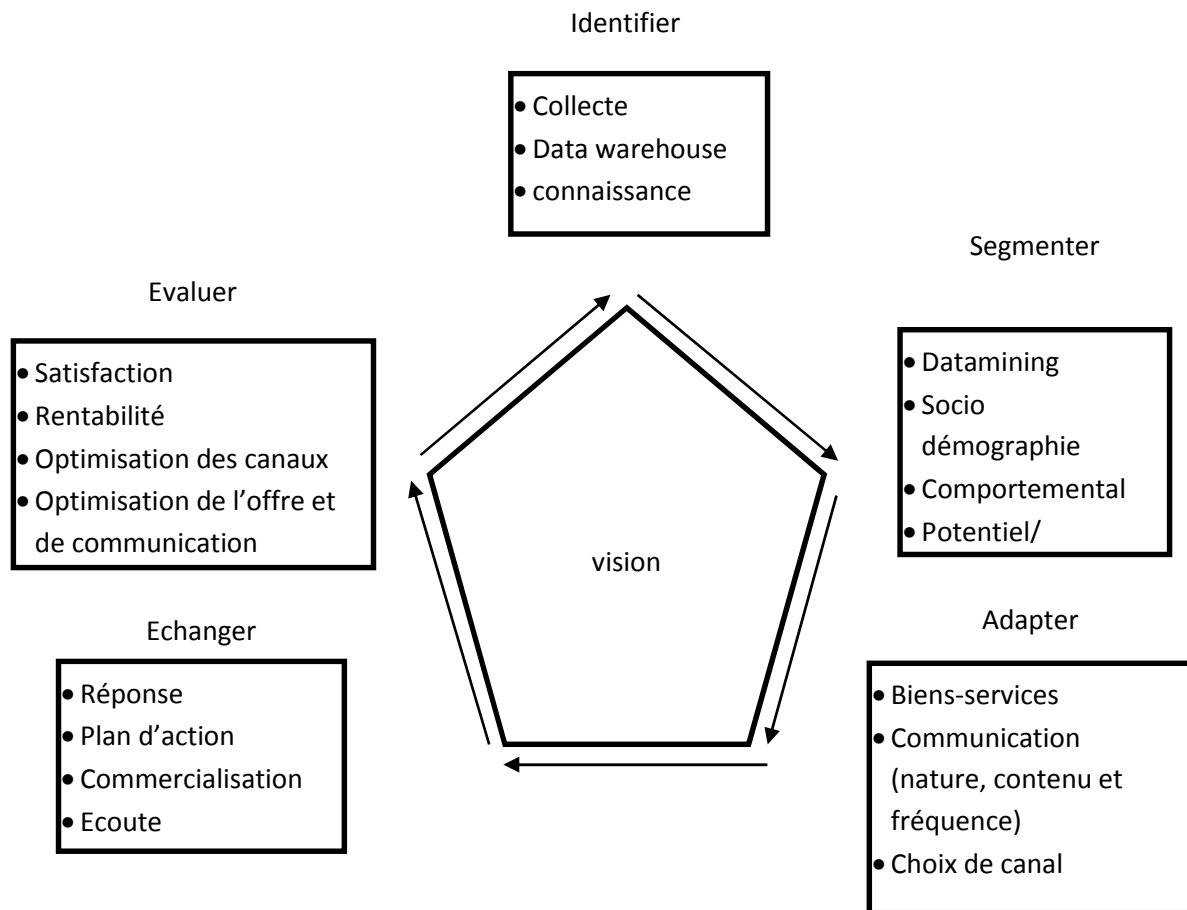 Identifier
• Collecte
• Data warehouse
• connaissance
Segmenter
• Datamining
• Socio
démographie
• Comportemental
• Potentiel/
Evaluer
• Satisfaction
• Rentabilité
• Optimisation des canaux
• Optimisation de l’offre et
de communication
vision
Adapter
• Biens-services
• Communication
(nature, contenu et
fréquence)
• Choix de canal
Echanger
• Réponse
• Plan d’action
• Commercialisation
• Ecoute